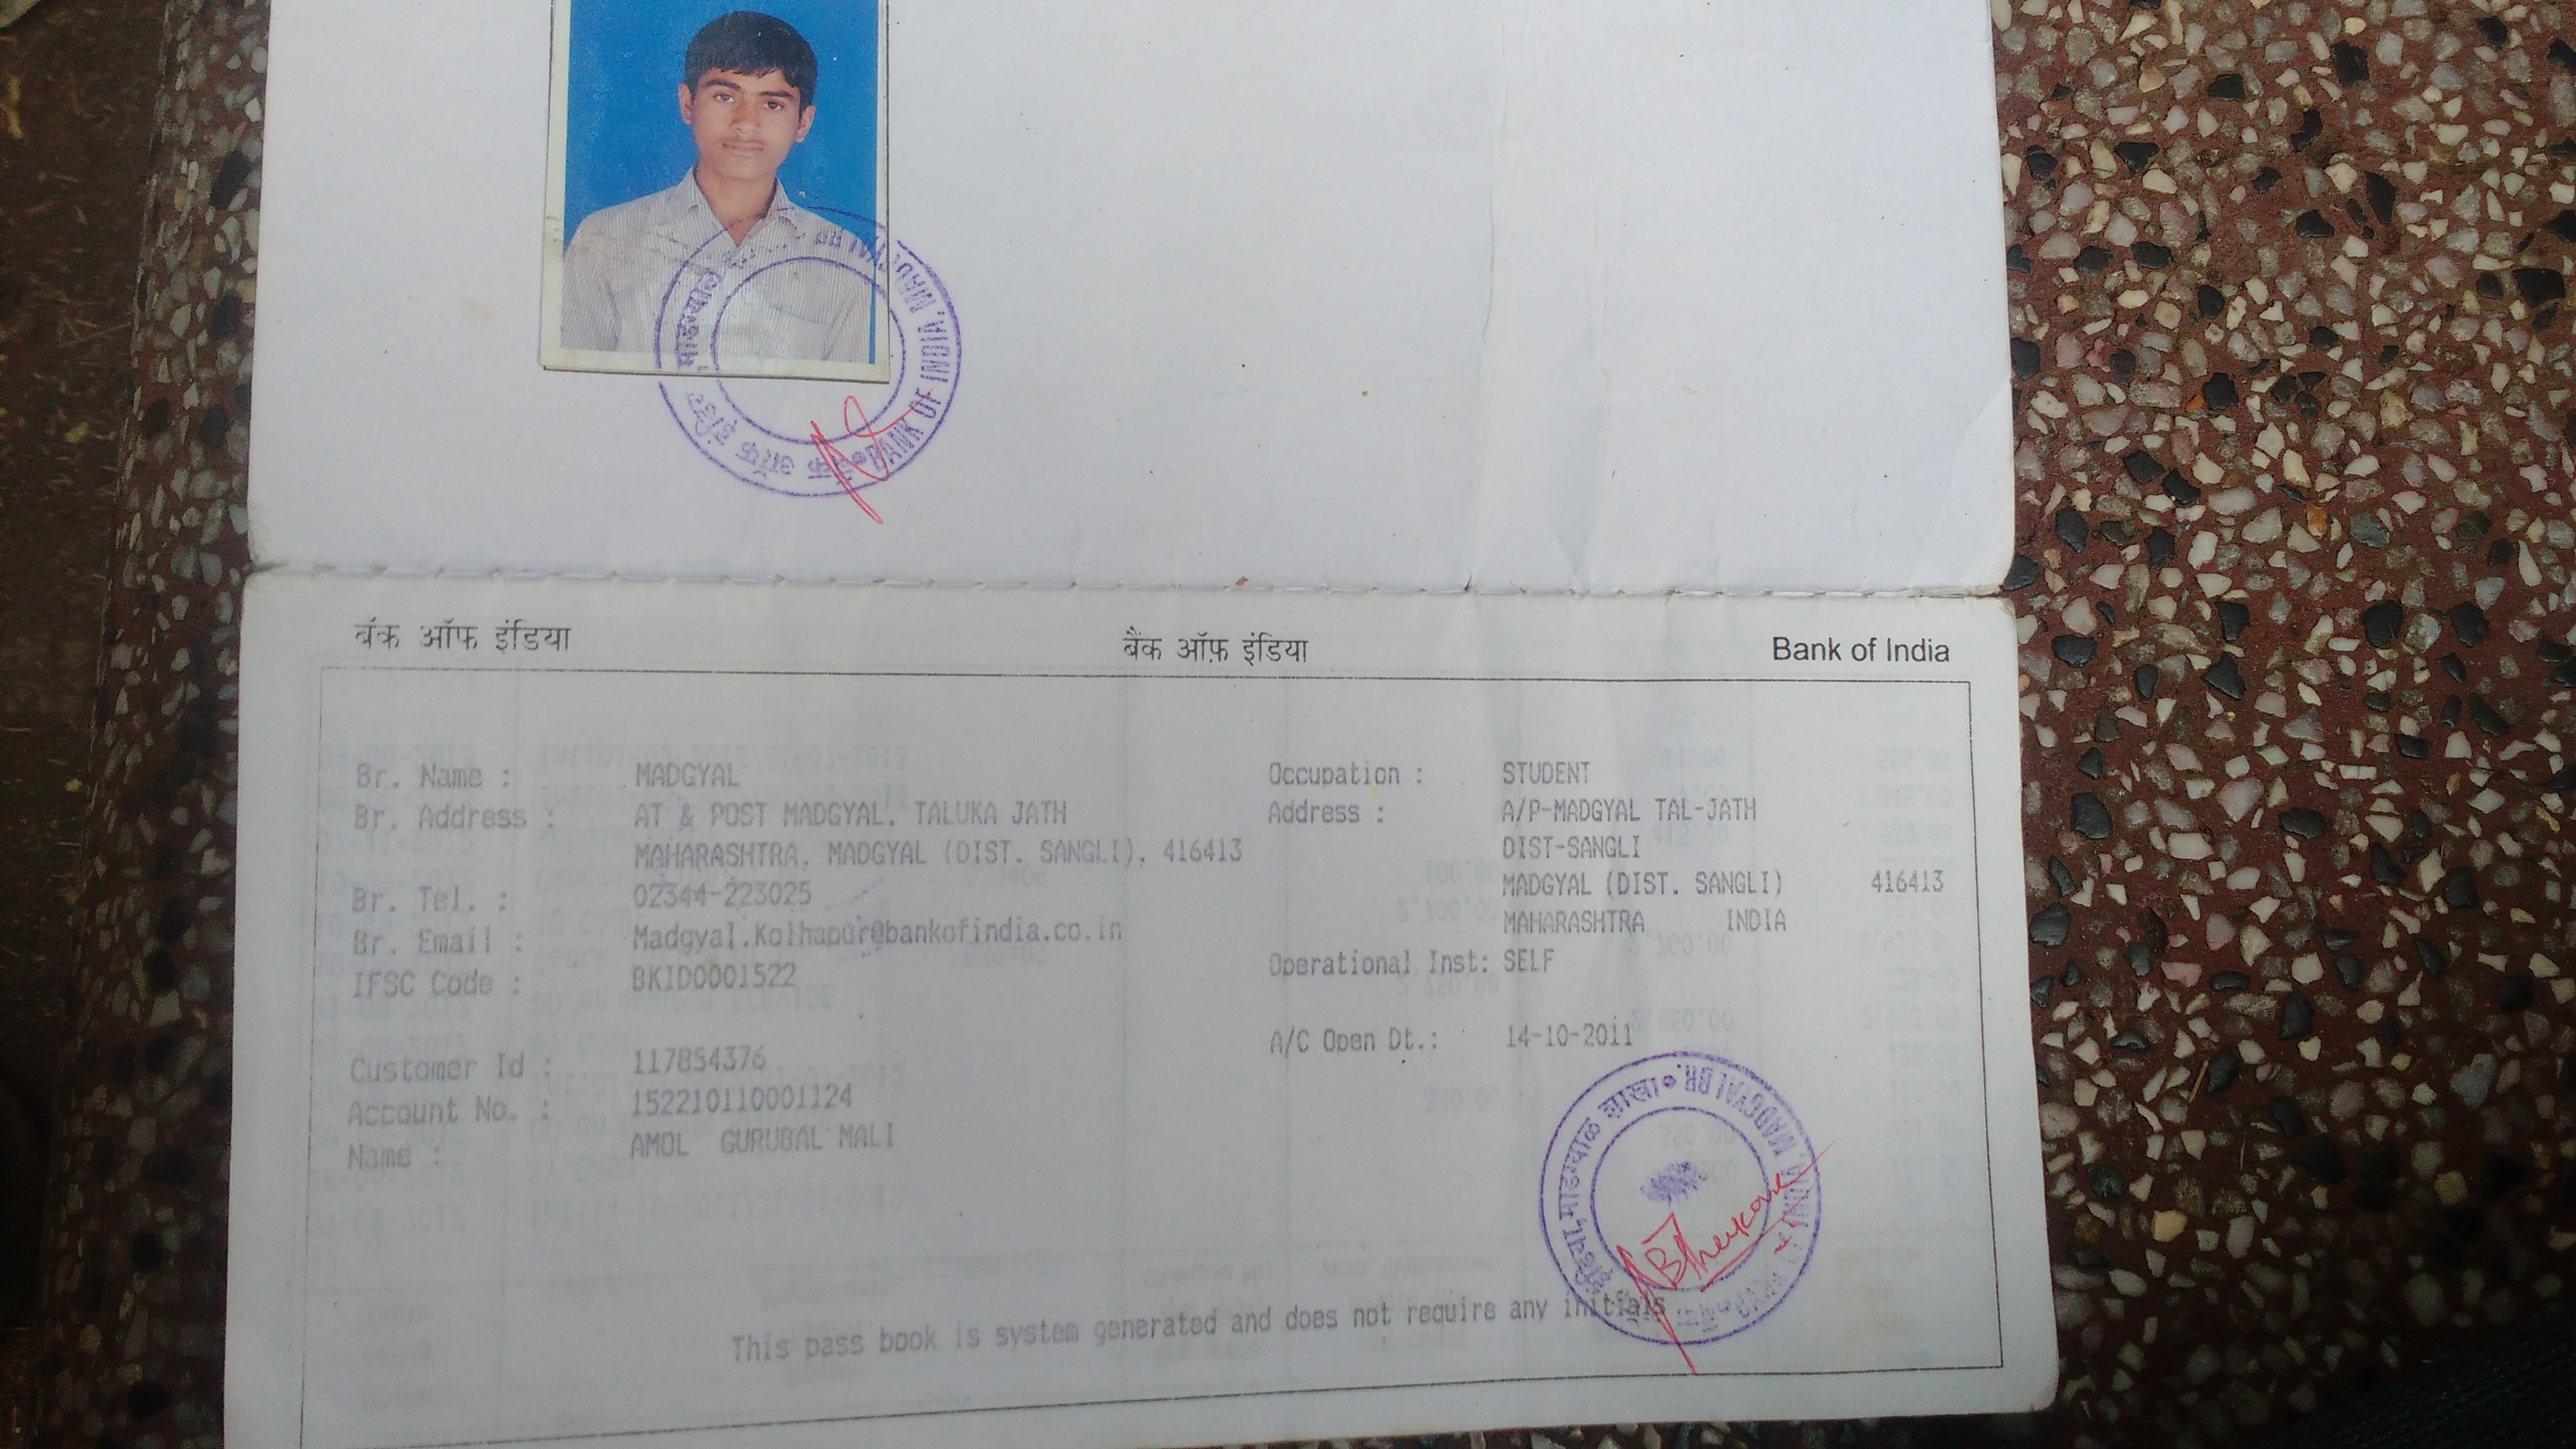 BANK OF INDIA, MADGYAL BR
बँक ऑफ इंडिया
बैंक ऑफ़ इंडिया
Bank of India
Br. Name : MADGYAL
Br. Address : AT & POST MADGYAL, TALUKA JATH
MAHARASHTRA, MADGYAL (DIST. SANGLI), 416413
Br. Tel. : 02344-223025
Br. Email : Madgyal.Kolhapur@bankofindia.co.in
IFSC Code : BKID0001522
Customer Id : 117854376
Account No. : 152210110001124
Name : AMOL GURUBAL MALI
Occupation : STUDENT
Address : A/P-MADGYAL TAL-JATH
DIST-SANGLI
MADGYAL (DIST. SANGLI) 416413
MAHARASHTRA INDIA
Operational Inst: SELF
A/C Open Dt.: 14-10-2011
माडग्याळ शाखा
MADGYAL BR.
This pass book is system generated and does not require any initials